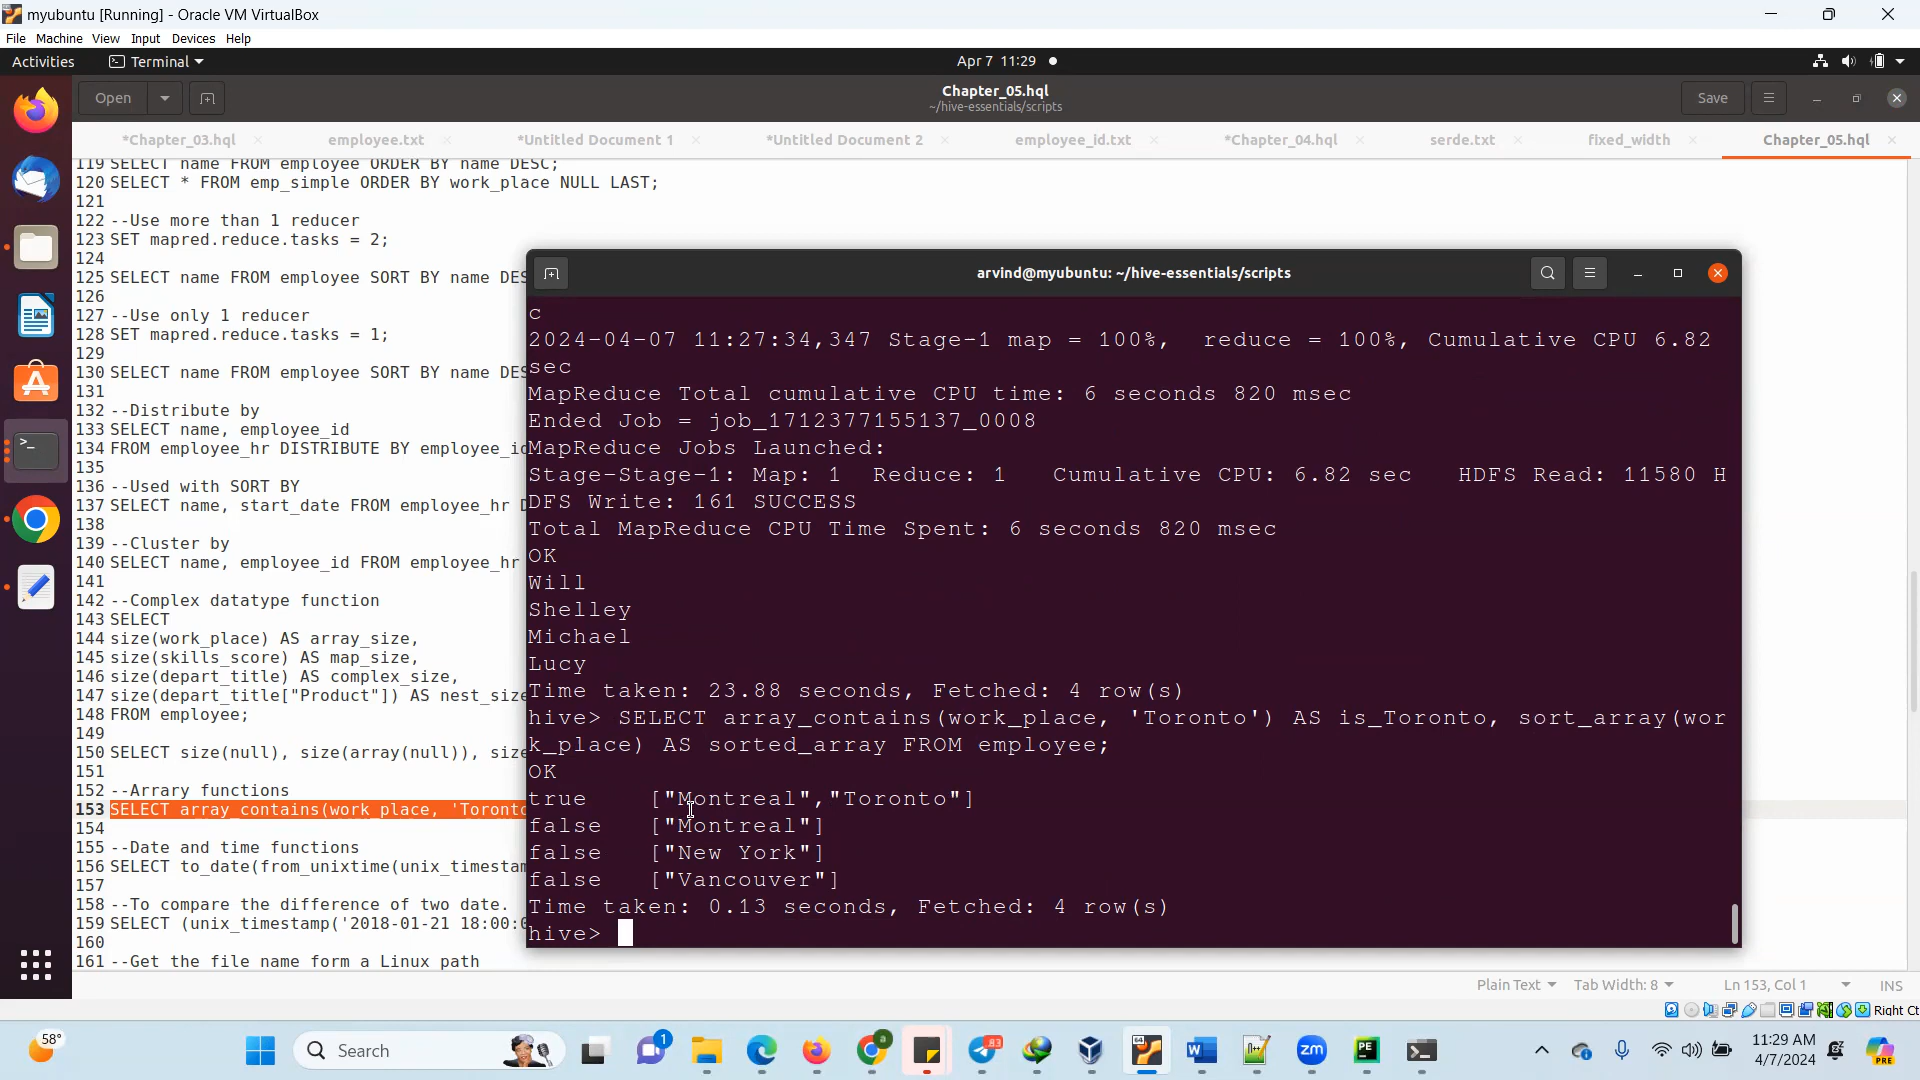 myubuntu [Running] - Oracle VM VirtualBox
File Machine View Input Devices Help
Activities Terminal Apr 7 11:29
Open Chapter_05.hql Save
~/hive-essentials/scripts
*Chapter_03.hql employee.txt *Untitled Document 1 *Untitled Document 2 employee_id.txt *Chapter_04.hql serde.txt fixed_width Chapter_05.hql
119 SELECT name FROM employee ORDER BY name DESC;
120 SELECT * FROM emp_simple ORDER BY work_place NULL LAST;
121
122 --Use more than 1 reducer
123 SET mapred.reduce.tasks = 2;
124
125 SELECT name FROM employee SORT BY name DES
126
127 --Use only 1 reducer
128 SET mapred.reduce.tasks = 1;
129
130 SELECT name FROM employee SORT BY name DES
131
132 --Distribute by
133 SELECT name, employee_id
134 FROM employee_hr DISTRIBUTE BY employee_id
135
136 --Used with SORT BY
137 SELECT name, start_date FROM employee_hr D
138
139 --Cluster by
140 SELECT name, employee_id FROM employee_hr
141
142 --Complex datatype function
143 SELECT
144 size(work_place) AS array_size,
145 size(skills_score) AS map_size,
146 size(depart_title) AS complex_size,
147 size(depart_title["Product"]) AS nest_size
148 FROM employee;
149
150 SELECT size(null), size(array(null)), size
151
152 --Arrary functions
153 SELECT array_contains(work_place, 'Toronto
154
155 --Date and time functions
156 SELECT to_date(from_unixtime(unix_timestam
157
158 --To compare the difference of two date.
159 SELECT (unix_timestamp('2018-01-21 18:00:0
160
161 --Get the file name form a Linux path
arvind@myubuntu: ~/hive-essentials/scripts
c
2024-04-07 11:27:34,347 Stage-1 map = 100%, reduce = 100%, Cumulative CPU 6.82
sec
MapReduce Total cumulative CPU time: 6 seconds 820 msec
Ended Job = job_1712377155137_0008
MapReduce Jobs Launched:
Stage-Stage-1: Map: 1 Reduce: 1 Cumulative CPU: 6.82 sec HDFS Read: 11580 H
DFS Write: 161 SUCCESS
Total MapReduce CPU Time Spent: 6 seconds 820 msec
OK
Will
Shelley
Michael
Lucy
Time taken: 23.88 seconds, Fetched: 4 row(s)
hive> SELECT array_contains(work_place, 'Toronto') AS is_Toronto, sort_array(wor
k_place) AS sorted_array FROM employee;
OK
true ["Montreal","Toronto"]
false ["Montreal"]
false ["New York"]
false ["Vancouver"]
Time taken: 0.13 seconds, Fetched: 4 row(s)
hive>
Plain Text Tab Width: 8 Ln 153, Col 1 INS
Right Ct
58° Search 1 83 11:29 AM
4/7/2024